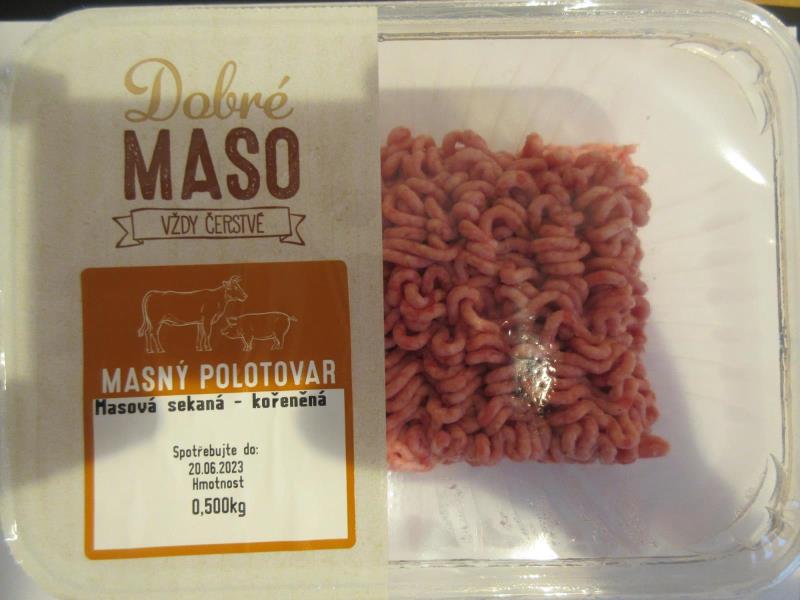 Dobré
MASO
VŽDY ČERSTVÉ
MASNÝ POLOTOVAR
Masová sekaná - kořeněná
Spotřebujte do:
20.06.2023
Hmotnost
0,500kg